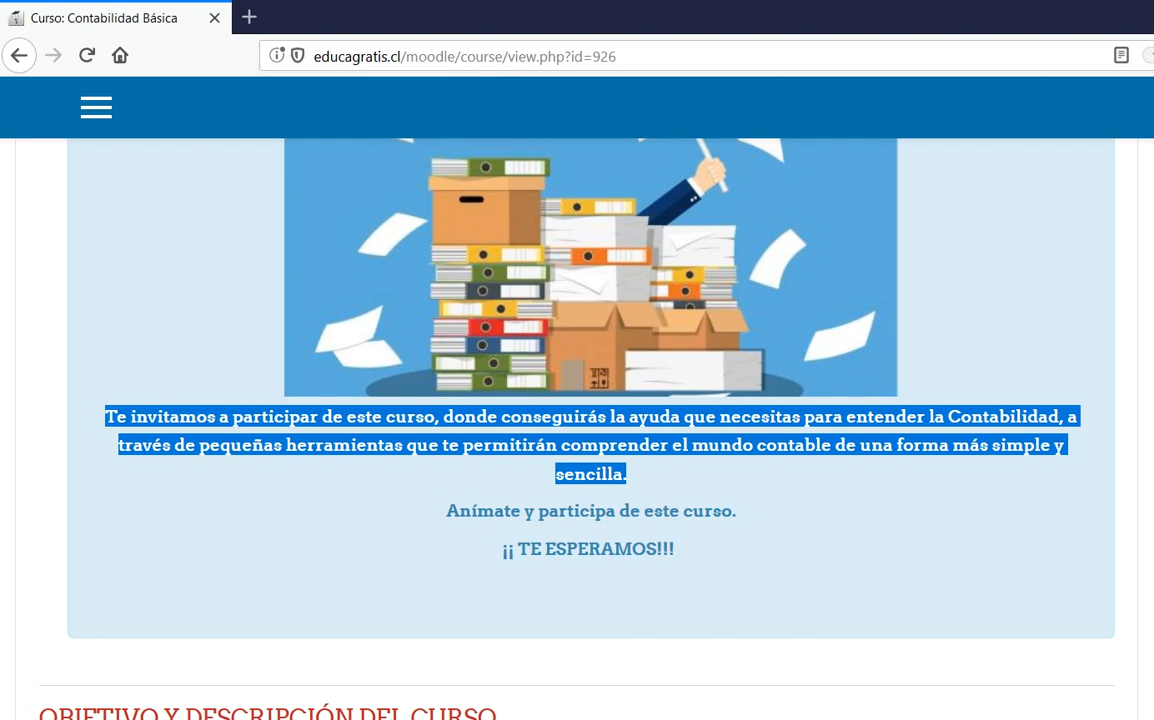 Curso: Contabilidad Básica
educagratis.cl/moodle/course/view.php?id=926
Te invitamos a participar de este curso, donde conseguirás la ayuda que necesitas para entender la Contabilidad, a
través de pequeñas herramientas que te permitirán comprender el mundo contable de una forma más simple y
sencilla.
Anímate y participa de este curso.
¡¡ TE ESPERAMOS!!!
OBJETIVO Y DESCRIPCIÓN DEL CURSO